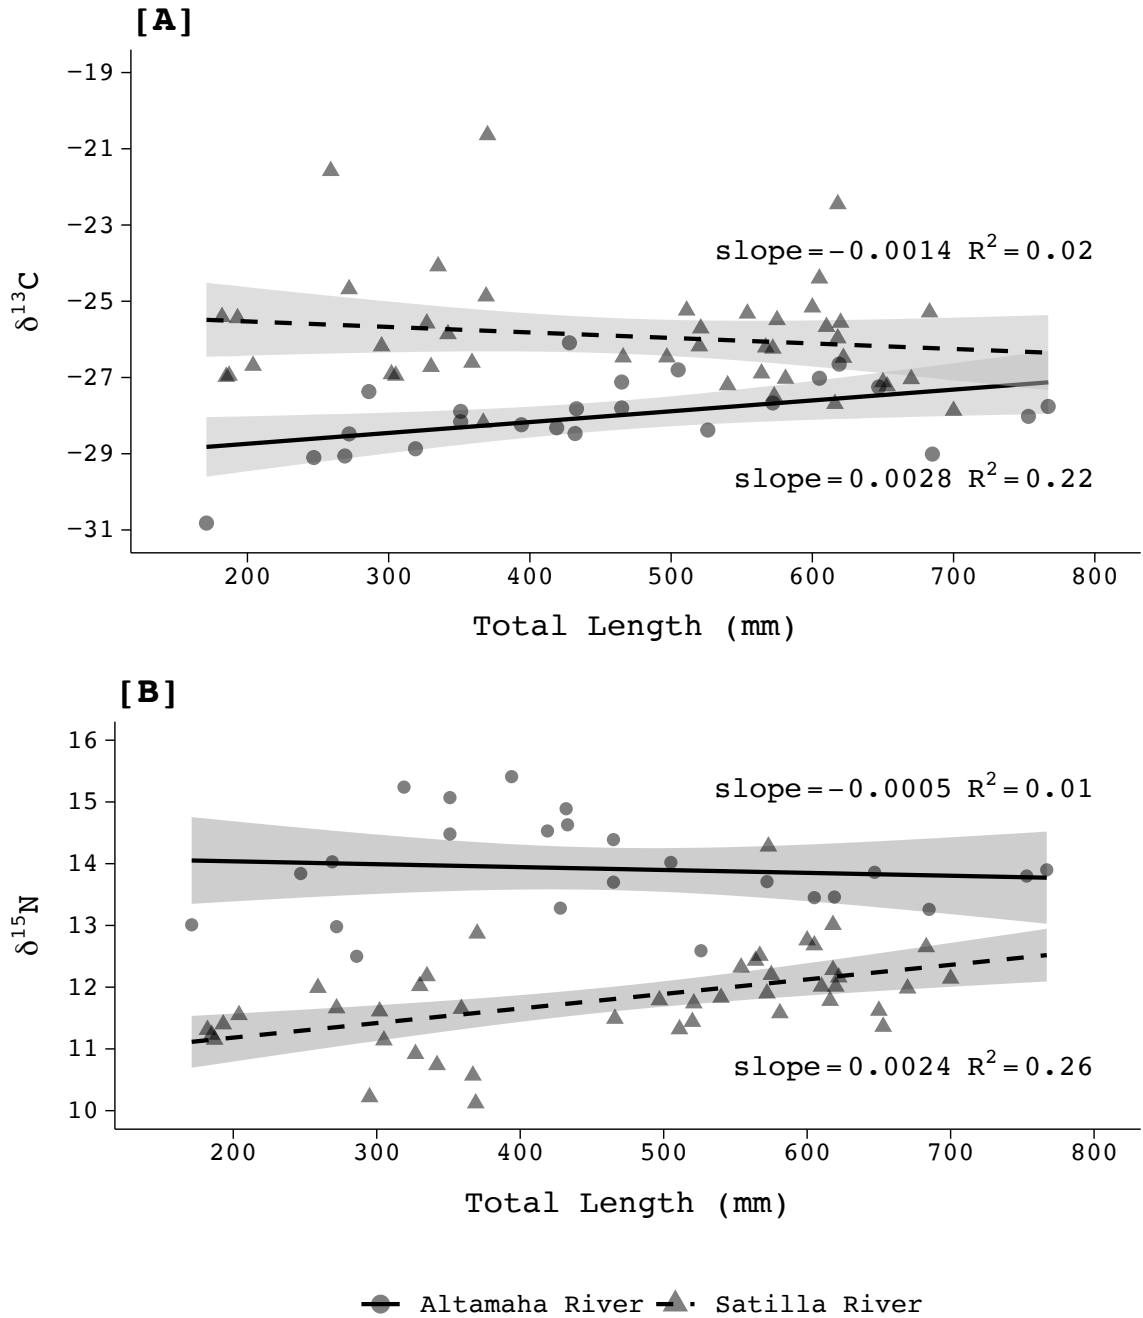 [A]
−19
−21
−23
−25
−27
−29
−31
δ¹³C
slope=−0.0014 R²=0.02
slope=0.0028 R²=0.22
200 300 400 500 600 700 800
Total Length (mm)
[B]
16
15
14
13
12
11
10
δ¹⁵N
slope=−0.0005 R²=0.01
slope=0.0024 R²=0.26
200 300 400 500 600 700 800
Total Length (mm)
Altamaha River Satilla River